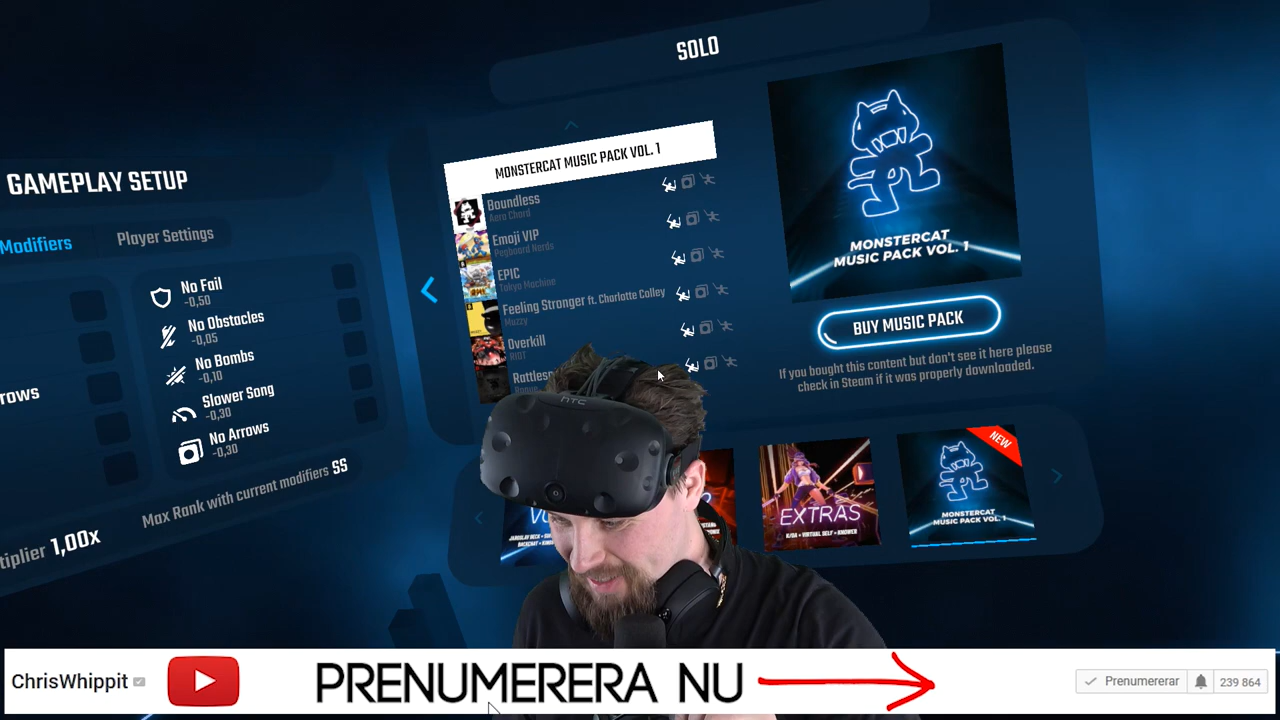 SOLO
GAMEPLAY SETUP
Modifiers
Player Settings
No Fail
-0,50
No Obstacles
-0,05
No Bombs
-0,10
rows
Slower Song
-0,30
No Arrows
-0,30
Max Rank with current modifiers SS
tiplier 1,00x
MONSTERCAT MUSIC PACK VOL. 1
Boundless
Aero Chord
Emoji VIP
Pegboard Nerds
EPIC
Tokyo Machine
Feeling Stronger ft. Charlotte Colley
Muzzy
Overkill
RIOT
Rattlesn
MONSTERCAT
MUSIC PACK VOL. 1
BUY MUSIC PACK
If you bought this content but don't see it here please
check in Steam if it was properly downloaded.
hTC
EXTRAS
K/DA + VIRTUAL SELF + KNOWER
NEW
MONSTERCAT
MUSIC PACK VOL. 1
ChrisWhippit
PRENUMERERA NU
Prenumererar
239 864